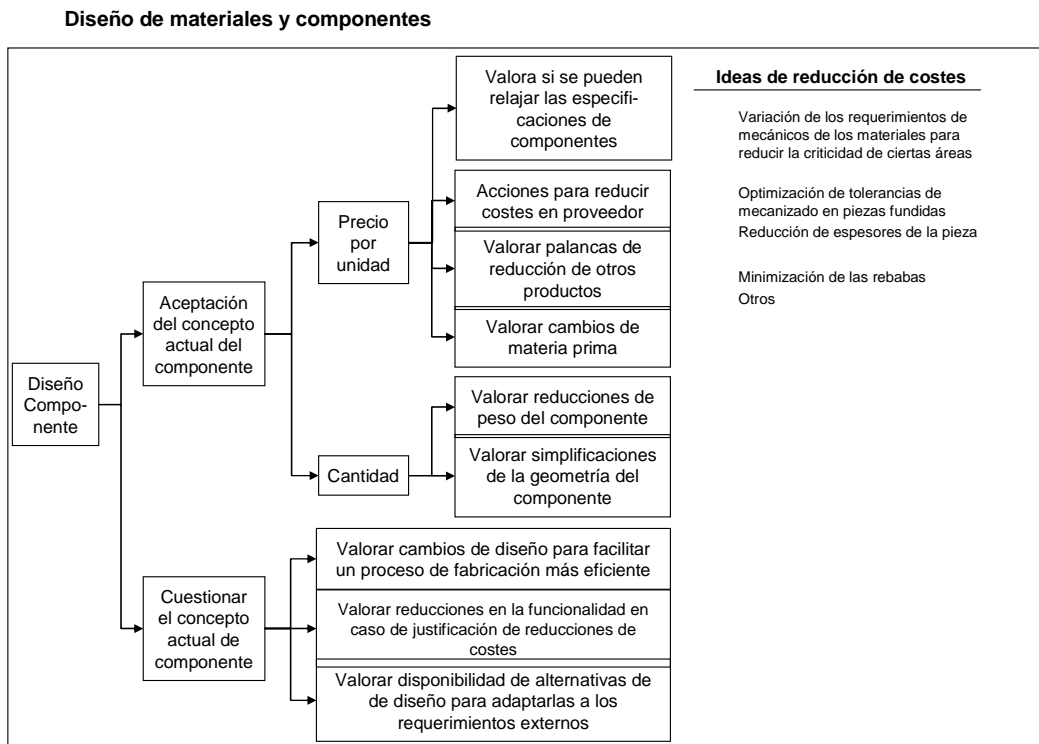 Diseño de materiales y componentes
Diseño
Compo-
nente
Aceptación
del concepto
actual del
componente
Cuestionar
el concepto
actual de
componente
Precio
por
unidad
Cantidad
Valora si se pueden
relajar las especifi-
caciones de
componentes
Acciones para reducir
costes en proveedor
Valorar palancas de
reducción de otros
productos
Valorar cambios de
materia prima
Valorar reducciones de
peso del componente
Valorar simplificaciones
de la geometría del
componente
Valorar cambios de diseño para facilitar
un proceso de fabricación más eficiente
Valorar reducciones en la funcionalidad en
caso de justificación de reducciones de
costes
Valorar disponibilidad de alternativas de
de diseño para adaptarlas a los
requerimientos externos
Ideas de reducción de costes
Variación de los requerimientos de
mecánicos de los materiales para
reducir la criticidad de ciertas áreas
Optimización de tolerancias de
mecanizado en piezas fundidas
Reducción de espesores de la pieza
Minimización de las rebabas
Otros